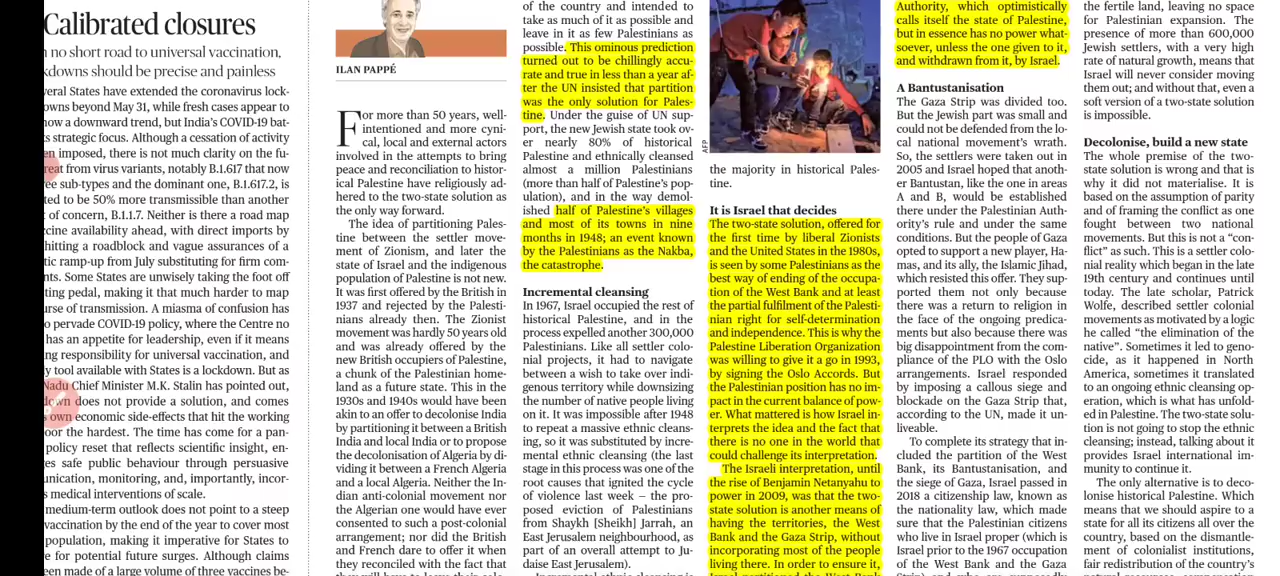 Calibrated closures
no short road to universal vaccination,
kdowns should be precise and painless
veral States have extended the coronavirus lock-
owns beyond May 31, while fresh cases appear to
how a downward trend, but India's COVID-19 bat-
s strategic focus. Although a cessation of activity
en imposed, there is not much clarity on the fu-
reat from virus variants, notably B.1.617 that now
ee sub-types and the dominant one, B.1.617.2, is
ted to be 50% more transmissible than another
of concern, B.1.1.7. Neither is there a road map
ccine availability ahead, with direct imports by
hitting a roadblock and vague assurances of a
tic ramp-up from July substituting for firm com-
nts. Some States are unwisely taking the foot off
ting pedal, making it that much harder to map
urse of transmission. A miasma of confusion has
o pervade COVID-19 policy, where the Centre no
has an appetite for leadership, even if it means
ng responsibility for universal vaccination, and
y tool available with States is a lockdown. But as
Nadu Chief Minister M.K. Stalin has pointed out,
down does not provide a solution, and comes
own economic side-effects that hit the working
oor the hardest. The time has come for a pan-
policy reset that reflects scientific insight, en-
es safe public behaviour through persuasive
unication, monitoring, and, importantly, incor-
s medical interventions of scale.
medium-term outlook does not point to a steep
vaccination by the end of the year to cover most
population, making it imperative for States to
e for potential future surges. Although claims
een made of a large volume of three vaccines be-
ILAN PAPPÉ
For more than 50 years, well-
intentioned and more cyni-
cal, local and external actors
involved in the attempts to bring
peace and reconciliation to histor-
ical Palestine have religiously ad-
hered to the two-state solution as
the only way forward.
The idea of partitioning Pales-
tine between the settler move-
ment of Zionism, and later the
state of Israel and the indigenous
population of Palestine is not new.
It was first offered by the British in
1937 and rejected by the Palesti-
nians already then. The Zionist
movement was hardly 50 years old
and was already offered by the
new British occupiers of Palestine,
a chunk of the Palestinian home-
land as a future state. This in the
1930s and 1940s would have been
akin to an offer to decolonise India
by partitioning it between a British
India and local India or to propose
the decolonisation of Algeria by di-
viding it between a French Algeria
and a local Algeria. Neither the In-
dian anti-colonial movement nor
the Algerian one would have ever
consented to such a post-colonial
arrangement; nor did the British
and French dare to offer it when
they reconciled with the fact that
they will have to leave their colo-
of the country and intended to
take as much of it as possible and
leave in it as few Palestinians as
possible. This ominous prediction
turned out to be chillingly accu-
rate and true in less than a year af-
ter the UN insisted that partition
was the only solution for Pales-
tine. Under the guise of UN sup-
port, the new Jewish state took ov-
er nearly 80% of historical
Palestine and ethnically cleansed
almost a million Palestinians
(more than half of Palestine's pop-
ulation), and in the way demol-
ished half of Palestine's villages
and most of its towns in nine
months in 1948; an event known
by the Palestinians as the Nakba,
the catastrophe.
Incremental cleansing
In 1967, Israel occupied the rest of
historical Palestine, and in the
process expelled another 300,000
Palestinians. Like all settler colo-
nial projects, it had to navigate
between a wish to take over indi-
genous territory while downsizing
the number of native people living
on it. It was impossible after 1948
to repeat a massive ethnic cleans-
ing, so it was substituted by incre-
mental ethnic cleansing (the last
stage in this process was one of the
root causes that ignited the cycle
of violence last week — the pro-
posed eviction of Palestinians
from Shaykh [Sheikh] Jarrah, an
East Jerusalem neighbourhood, as
part of an overall attempt to Ju-
daise East Jerusalem).
Incremental ethnic cleansing is
AFP
the majority in historical Pales-
tine.
It is Israel that decides
The two-state solution, offered for
the first time by liberal Zionists
and the United States in the 1980s,
is seen by some Palestinians as the
best way of ending of the occupa-
tion of the West Bank and at least
the partial fulfilment of the Palesti-
nian right for self-determination
and independence. This is why the
Palestine Liberation Organization
was willing to give it a go in 1993,
by signing the Oslo Accords. But
the Palestinian position has no im-
pact in the current balance of pow-
er. What mattered is how Israel in-
terprets the idea and the fact that
there is no one in the world that
could challenge its interpretation.
The Israeli interpretation, until
the rise of Benjamin Netanyahu to
power in 2009, was that the two-
state solution is another means of
having the territories, the West
Bank and the Gaza Strip, without
incorporating most of the people
living there. In order to ensure it,
Israel partitioned the West Bank
Authority, which optimistically
calls itself the state of Palestine,
but in essence has no power what-
soever, unless the one given to it,
and withdrawn from it, by Israel.
A Bantustanisation
The Gaza Strip was divided too.
But the Jewish part was small and
could not be defended from the lo-
cal national movement's wrath.
So, the settlers were taken out in
2005 and Israel hoped that anoth-
er Bantustan, like the one in areas
A and B, would be established
there under the Palestinian Auth-
ority's rule and under the same
conditions. But the people of Gaza
opted to support a new player, Ha-
mas, and its ally, the Islamic Jihad,
which resisted this offer. They sup-
ported them not only because
there was a return to religion in
the face of the ongoing predica-
ments but also because there was
big disappointment from the com-
pliance of the PLO with the Oslo
arrangements. Israel responded
by imposing a callous siege and
blockade on the Gaza Strip that,
according to the UN, made it un-
liveable.
To complete its strategy that in-
cluded the partition of the West
Bank, its Bantustanisation, and
the siege of Gaza, Israel passed in
2018 a citizenship law, known as
the nationality law, which made
sure that the Palestinian citizens
who live in Israel proper (which is
Israel prior to the 1967 occupation
of the West Bank and the Gaza
the fertile land, leaving no space
for Palestinian expansion. The
presence of more than 600,000
Jewish settlers, with a very high
rate of natural growth, means that
Israel will never consider moving
them out; and without that, even a
soft version of a two-state solution
is impossible.
Decolonise, build a new state
The whole premise of the two-
state solution is wrong and that is
why it did not materialise. It is
based on the assumption of parity
and of framing the conflict as one
fought between two national
movements. But this is not a "con-
flict" as such. This is a settler colo-
nial reality which began in the late
19th century and continues until
today. The late scholar, Patrick
Wolfe, described settler colonial
movements as motivated by a logic
he called "the elimination of the
native". Sometimes it led to geno-
cide, as it happened in North
America, sometimes it translated
to an ongoing ethnic cleansing op-
eration, which is what has unfold-
ed in Palestine. The two-state solu-
tion is not going to stop the ethnic
cleansing; instead, talking about it
provides Israel international im-
munity to continue it.
The only alternative is to deco-
lonise historical Palestine. Which
means that we should aspire to a
state for all its citizens all over the
country, based on the dismantle-
ment of colonialist institutions,
fair redistribution of the country's